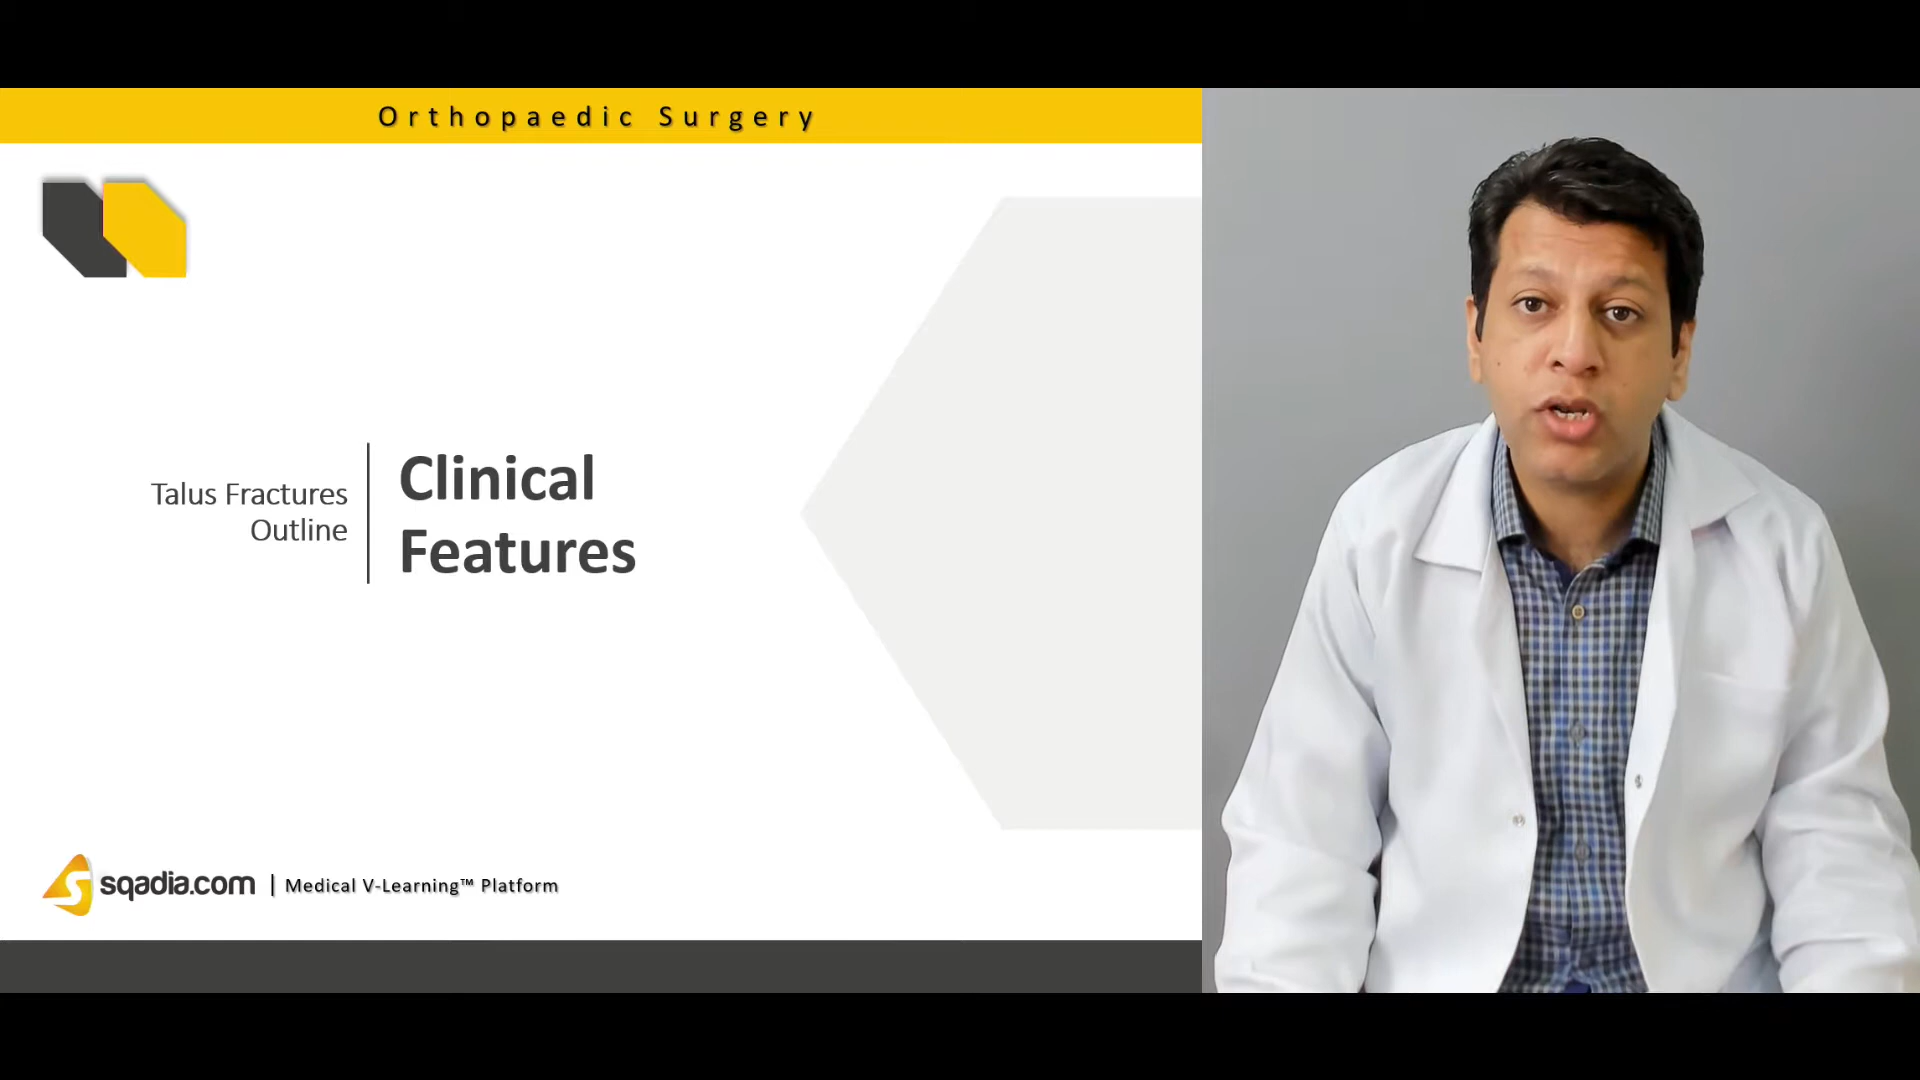 Orthopaedic Surgery
Talus Fractures
Outline
Clinical
Features
sqadia.com | Medical V-Learning™ Platform